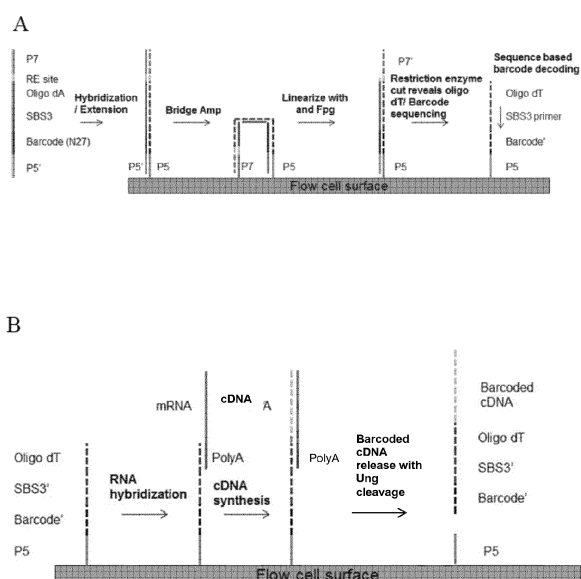 A
P7
RE site
Oligo dA
SBS3
Barcode (N27)
P5'
Hybridization
/ Extension
P5'
P5
Bridge Amp
P7
P5
Linearize with
and Fpg
P7'
P5
Restriction enzyme
cut reveals oligo
dT/ Barcode
sequencing
Sequence based
barcode decoding
Oligo dT
SBS3 primer
Barcode'
P5
Flow cell surface
B
Oligo dT
SBS3'
Barcode'
P5
RNA
hybridization
mRNA
PolyA
cDNA
'A
cDNA
synthesis
PolyA
Barcoded
cDNA
release with
Ung
cleavage
Barcoded
cDNA
Oligo dT
SBS3'
Barcode'
P5
Flow cell surface